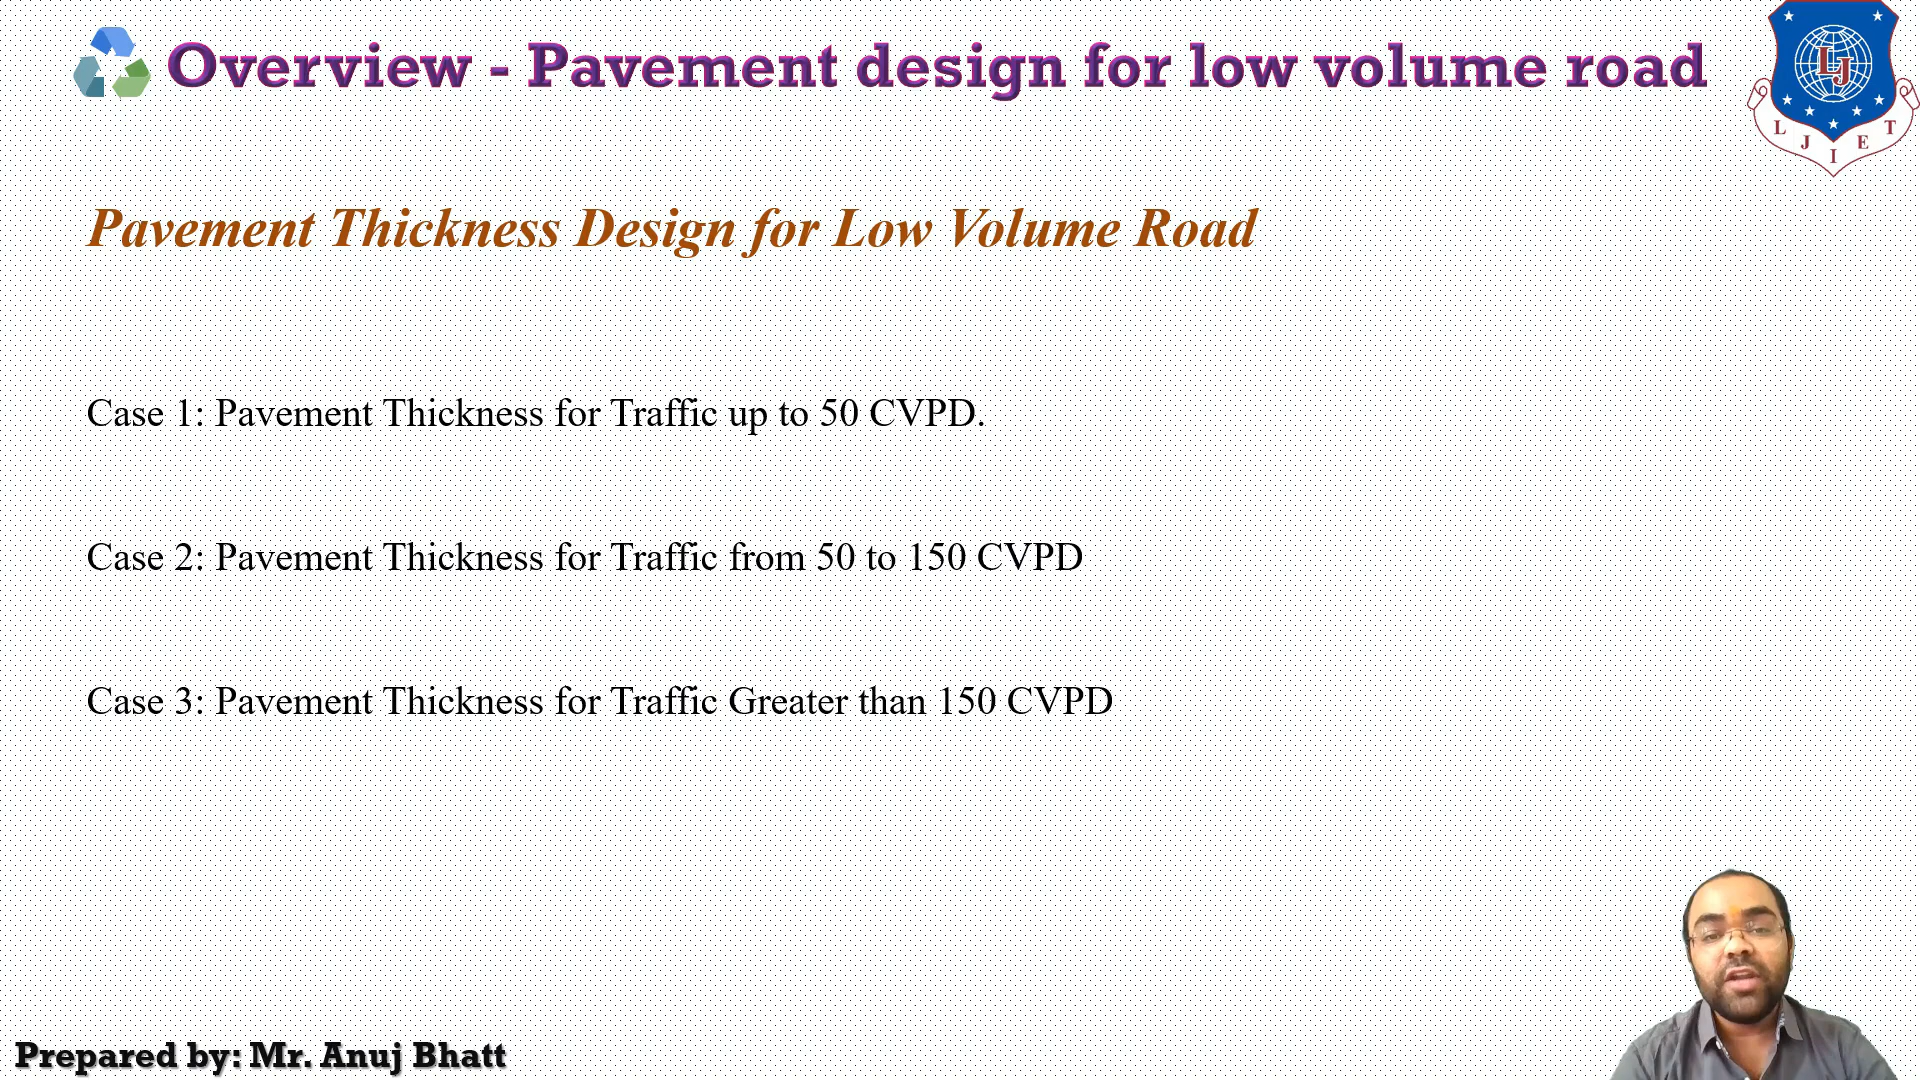 Overview - Pavement design for low volume road
LJ
L J I E T
Pavement Thickness Design for Low Volume Road
Case 1: Pavement Thickness for Traffic up to 50 CVPD.
Case 2: Pavement Thickness for Traffic from 50 to 150 CVPD
Case 3: Pavement Thickness for Traffic Greater than 150 CVPD
Prepared by: Mr. Anuj Bhatt